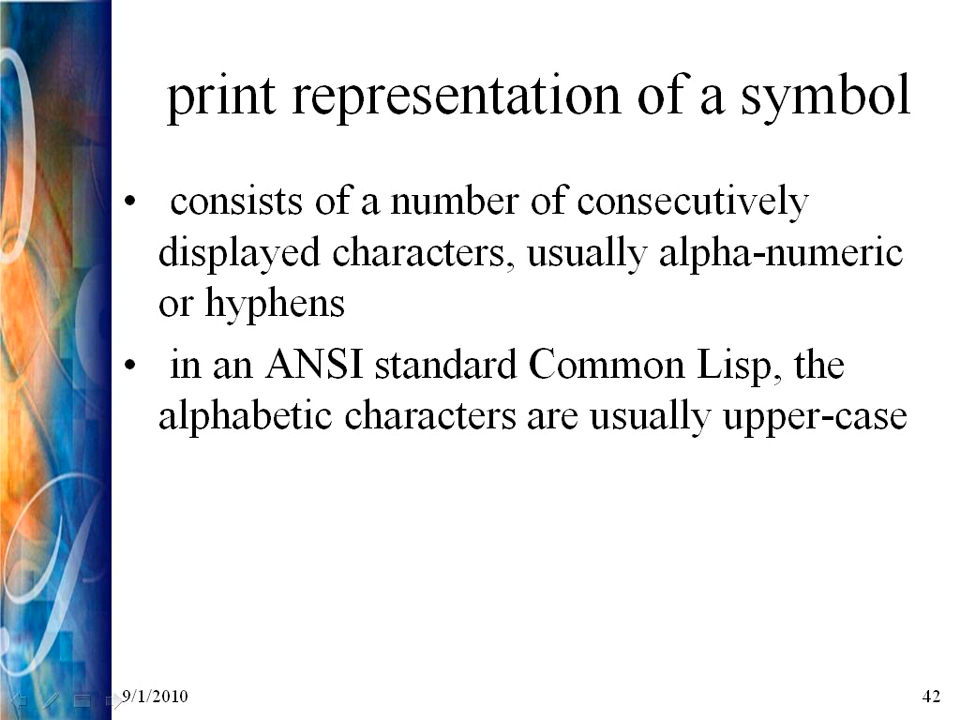 print representation of a symbol
• consists of a number of consecutively
displayed characters, usually alpha-numeric
or hyphens
• in an ANSI standard Common Lisp, the
alphabetic characters are usually upper-case
9/1/2010
42